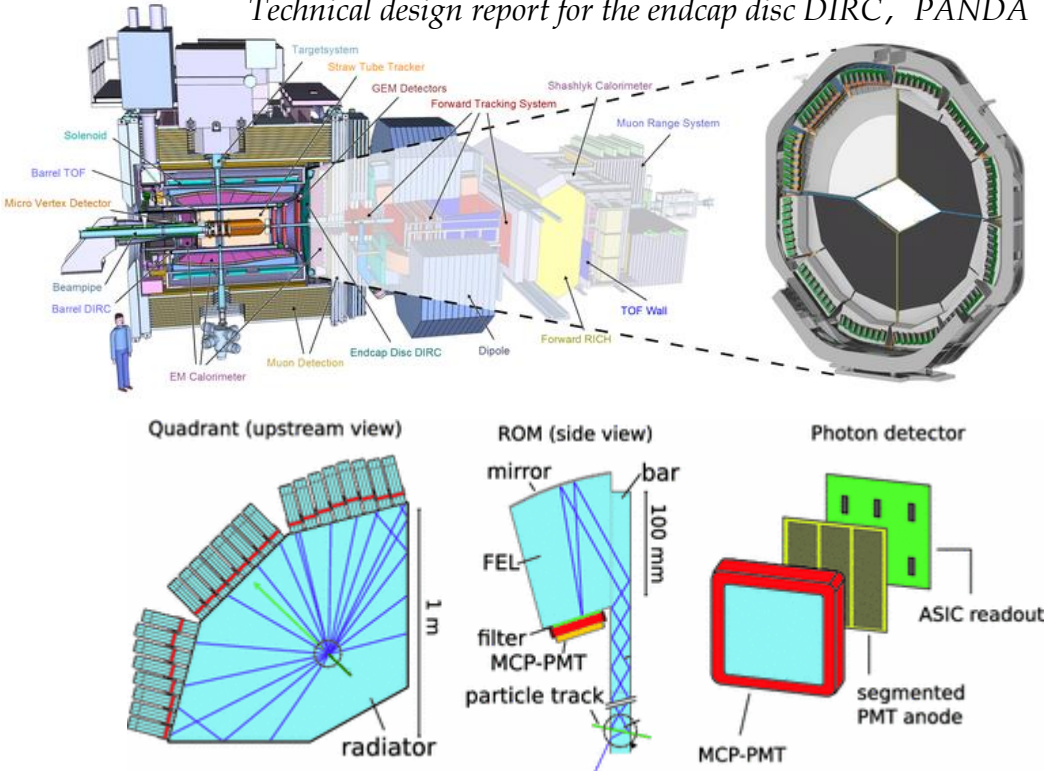 Technical design report for the endcap disc DIRC, PANDA
Targetsystem
Straw Tube Tracker
GEM Detectors
Shashlyk Calorimeter
Forward Tracking System
Muon Range System
Solenoid
Barrel TOF
Micro Vertex Detector
Beampipe
Barrel DIRC
TOF Wall
Forward RICH
Dipole
Endcap Disc DIRC
Muon Detection
EM Calorimeter
Quadrant (upstream view)
1 m
radiator
ROM (side view)
mirror
bar
100 mm
FEL
filter
MCP-PMT
particle track
Photon detector
ASIC readout
segmented
PMT anode
MCP-PMT